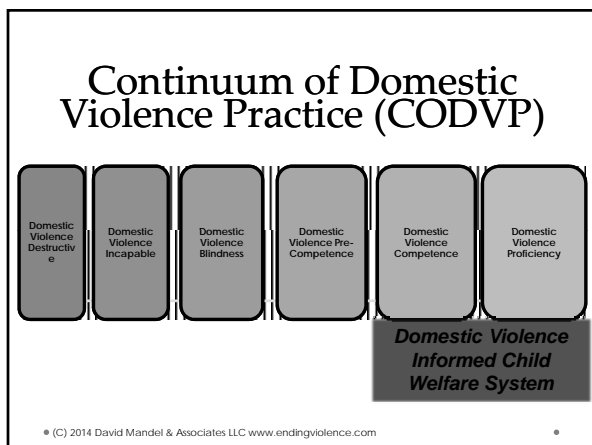 Continuum of Domestic
Violence Practice (CODVP)
Domestic
Violence
Destructiv
e
Domestic
Violence
Incapable
Domestic
Violence
Blindness
Domestic
Violence Pre-
Competence
Domestic
Violence
Competence
Domestic
Violence
Proficiency
Domestic Violence
Informed Child
Welfare System
• (C) 2014 David Mandel & Associates LLC www.endingviolence.com •